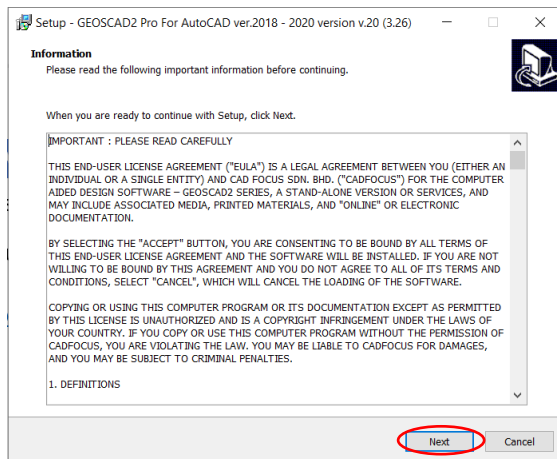 Setup - GEOSCAD2 Pro For AutoCAD ver.2018 - 2020 version v.20 (3.26)
Information
Please read the following important information before continuing.
When you are ready to continue with Setup, click Next.
IMPORTANT : PLEASE READ CAREFULLY
THIS END-USER LICENSE AGREEMENT ("EULA") IS A LEGAL AGREEMENT BETWEEN YOU (EITHER AN
INDIVIDUAL OR A SINGLE ENTITY) AND CAD FOCUS SDN. BHD. ("CADFOCUS") FOR THE COMPUTER
AIDED DESIGN SOFTWARE – GEOSCAD2 SERIES, A STAND-ALONE VERSION OR SERVICES, AND
MAY INCLUDE ASSOCIATED MEDIA, PRINTED MATERIALS, AND "ONLINE" OR ELECTRONIC
DOCUMENTATION.
BY SELECTING THE "ACCEPT" BUTTON, YOU ARE CONSENTING TO BE BOUND BY ALL TERMS OF
THIS END-USER LICENSE AGREEMENT AND THE SOFTWARE WILL BE INSTALLED. IF YOU ARE NOT
WILLING TO BE BOUND BY THIS AGREEMENT AND YOU DO NOT AGREE TO ALL OF ITS TERMS AND
CONDITIONS, SELECT "CANCEL", WHICH WILL CANCEL THE LOADING OF THE SOFTWARE.
COPYING OR USING THIS COMPUTER PROGRAM OR ITS DOCUMENTATION EXCEPT AS PERMITTED
BY THIS LICENSE IS UNAUTHORIZED AND IS A COPYRIGHT INFRINGEMENT UNDER THE LAWS OF
YOUR COUNTRY. IF YOU COPY OR USE THIS COMPUTER PROGRAM WITHOUT THE PERMISSION OF
CADFOCUS, YOU ARE VIOLATING THE LAW. YOU MAY BE LIABLE TO CADFOCUS FOR DAMAGES,
AND YOU MAY BE SUBJECT TO CRIMINAL PENALTIES.
1. DEFINITIONS
Next
Cancel